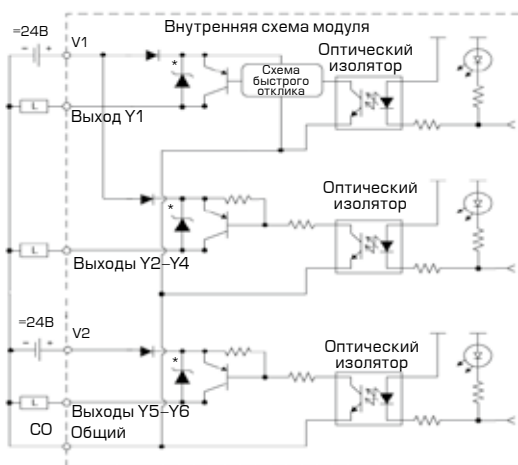 =24В
V1
Внутренняя схема модуля
Оптический
изолятор
*
Схема
быстрого
отклика
L
Выход Y1
Оптический
изолятор
*
L
Выходы Y2–Y4
=24В
V2
Оптический
изолятор
*
L
Выходы Y5–Y6
CO
Общий